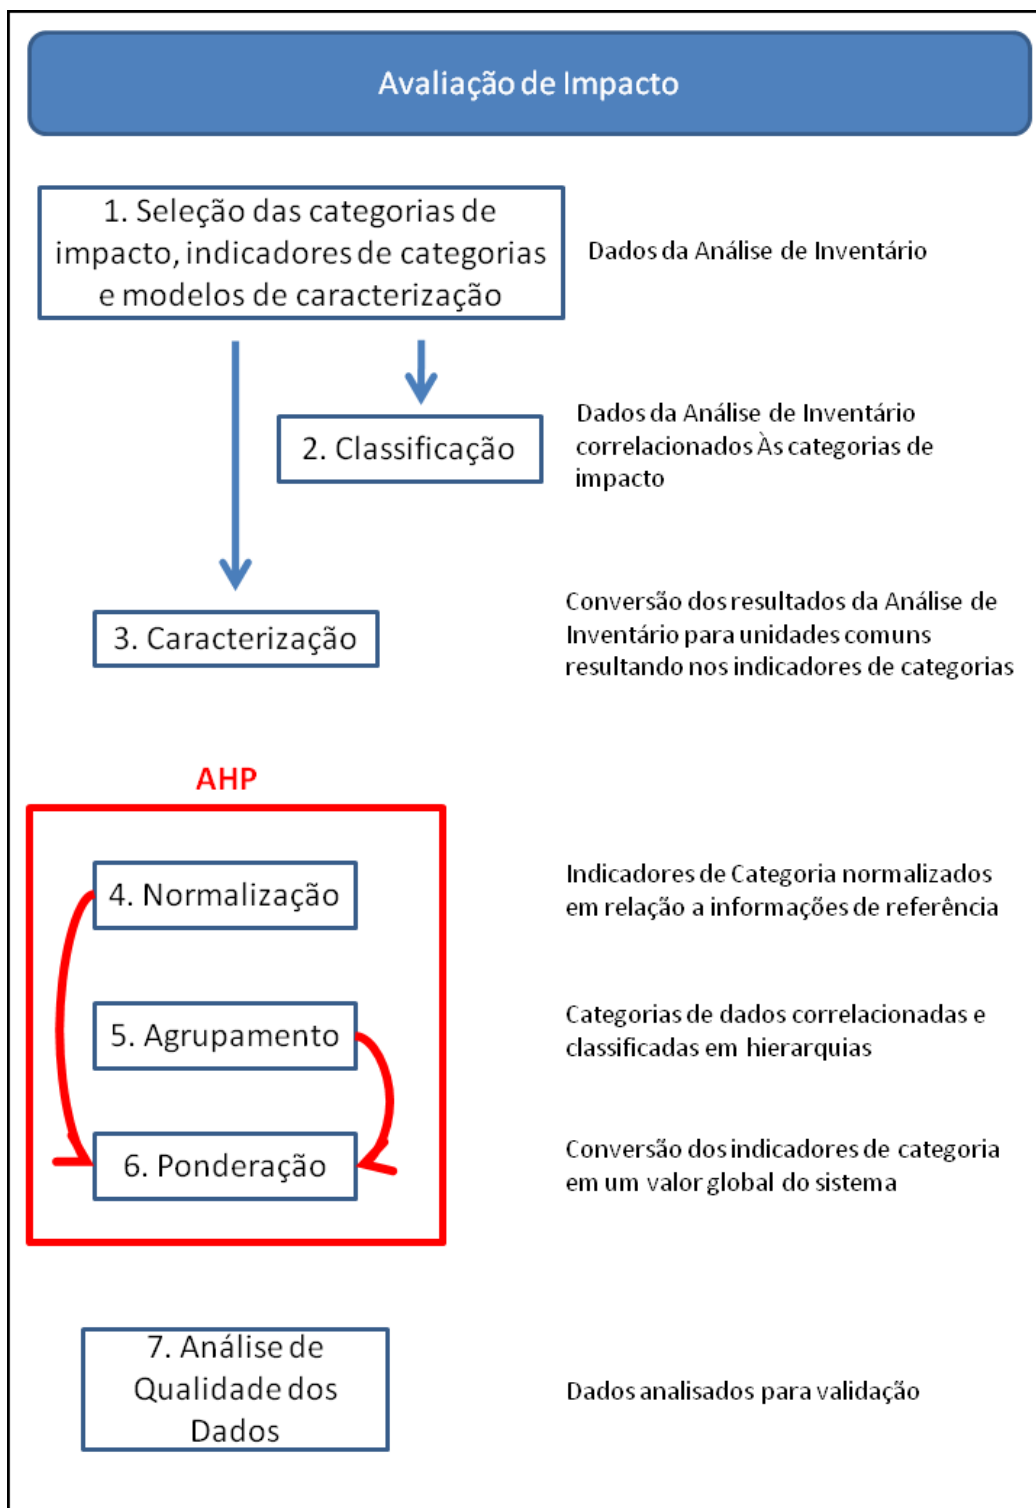 Avaliação de Impacto
1. Seleção das categorias de
impacto, indicadores de categorias
e modelos de caracterização
Dados da Análise de Inventário
2. Classificação
Dados da Análise de Inventário
correlacionados Às categorias de
impacto
3. Caracterização
Conversão dos resultados da Análise de
Inventário para unidades comuns
resultando nos indicadores de categorias
AHP
4. Normalização
Indicadores de Categoria normalizados
em relação a informações de referência
5. Agrupamento
Categorias de dados correlacionadas e
classificadas em hierarquias
6. Ponderação
Conversão dos indicadores de categoria
em um valor global do sistema
7. Análise de
Qualidade dos
Dados
Dados analisados para validação